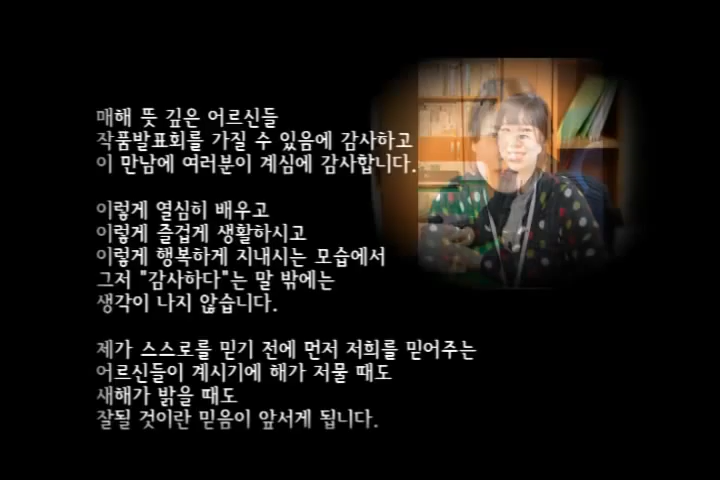 매해 뜻 깊은 어르신들
작품발표회를 가질 수 있음에 감사하고
이 만남에 여러분이 계심에 감사합니다.
이렇게 열심히 배우고
이렇게 즐겁게 생활하시고
이렇게 행복하게 지내시는 모습에서
그저 "감사하다"는 말 밖에는
생각이 나지 않습니다.
제가 스스로를 믿기 전에 먼저 저희를 믿어주는
어르신들이 계시기에 해가 저물 때도
새해가 밝을 때도
잘될 것이란 믿음이 앞서게 됩니다.